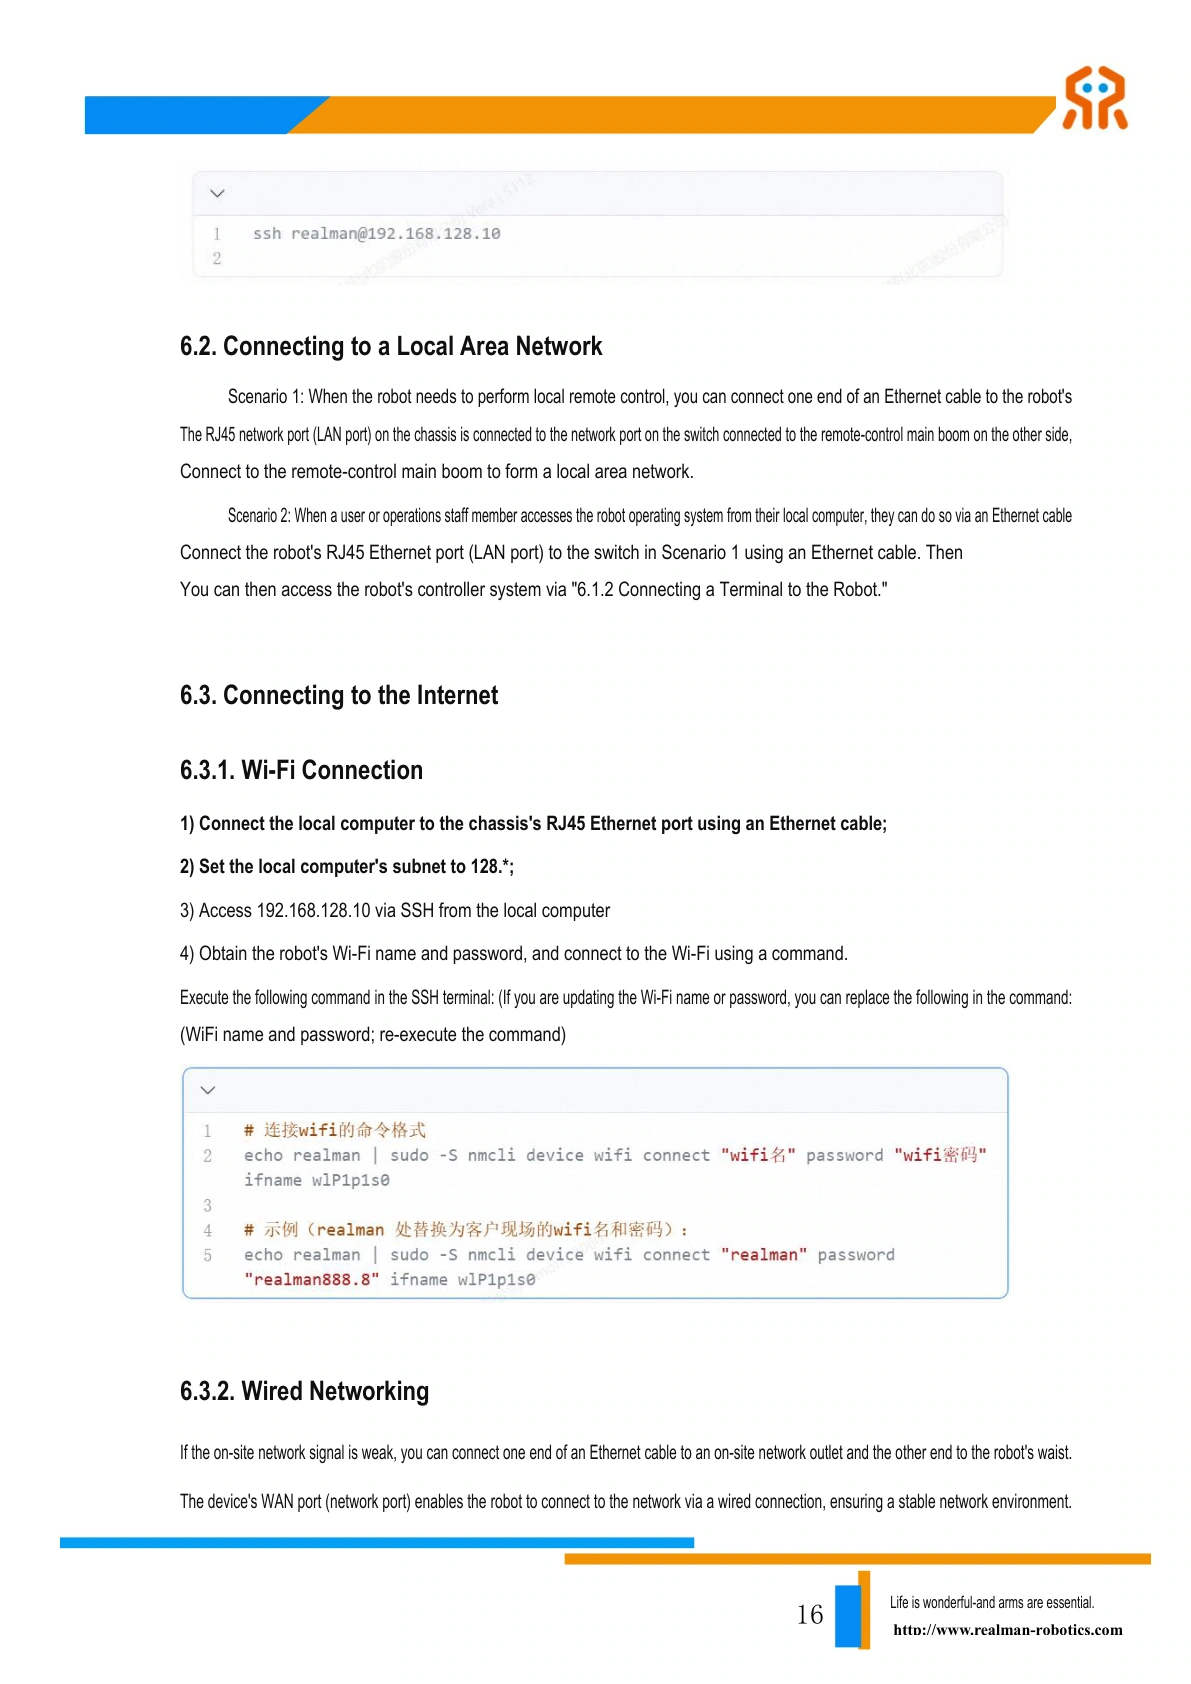 1 ssh realman@192.168.128.10
2
6.2. Connecting to a Local Area Network
Scenario 1: When the robot needs to perform local remote control, you can connect one end of an Ethernet cable to the robot's
The RJ45 network port (LAN port) on the chassis is connected to the network port on the switch connected to the remote-control main boom on the other side,
Connect to the remote-control main boom to form a local area network.
Scenario 2: When a user or operations staff member accesses the robot operating system from their local computer, they can do so via an Ethernet cable
Connect the robot's RJ45 Ethernet port (LAN port) to the switch in Scenario 1 using an Ethernet cable. Then
You can then access the robot's controller system via "6.1.2 Connecting a Terminal to the Robot."
6.3. Connecting to the Internet
6.3.1. Wi-Fi Connection
1) Connect the local computer to the chassis's RJ45 Ethernet port using an Ethernet cable;
2) Set the local computer's subnet to 128.*;
3) Access 192.168.128.10 via SSH from the local computer
4) Obtain the robot's Wi-Fi name and password, and connect to the Wi-Fi using a command.
Execute the following command in the SSH terminal: (If you are updating the Wi-Fi name or password, you can replace the following in the command:
(WiFi name and password; re-execute the command)
1 # 连接wifi的命令格式
2 echo realman | sudo -S nmcli device wifi connect "wifi名" password "wifi密码"
ifname wlP1p1s0
3
4 # 示例（realman 处替换为客户现场的wifi名和密码）:
5 echo realman | sudo -S nmcli device wifi connect "realman" password
"realman888.8" ifname wlP1p1s0
6.3.2. Wired Networking
If the on-site network signal is weak, you can connect one end of an Ethernet cable to an on-site network outlet and the other end to the robot's waist.
The device's WAN port (network port) enables the robot to connect to the network via a wired connection, ensuring a stable network environment.
16
Life is wonderful-and arms are essential.
http://www.realman-robotics.com